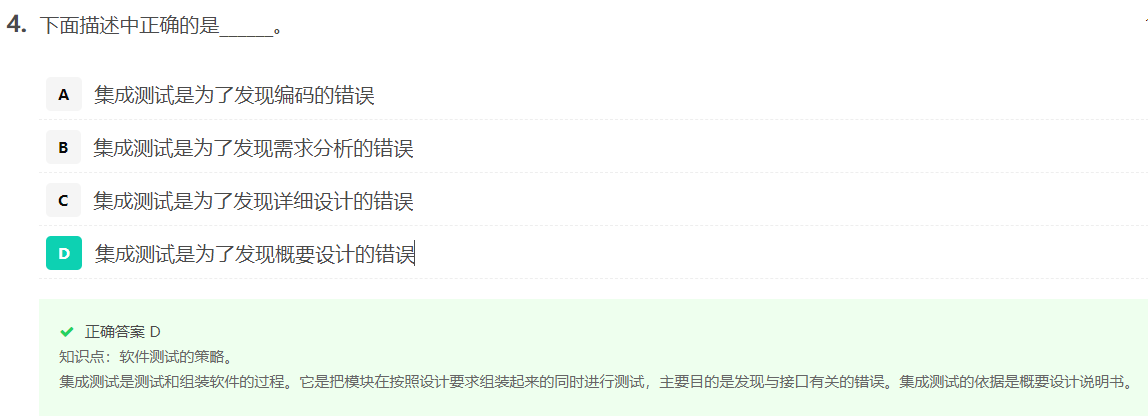 4. 下面描述中正确的是______。
A 集成测试是为了发现编码的错误
B 集成测试是为了发现需求分析的错误
C 集成测试是为了发现详细设计的错误
D 集成测试是为了发现概要设计的错误
正确答案 D
知识点：软件测试的策略。
集成测试是测试和组装软件的过程。它是把模块在按照设计要求组装起来的同时进行测试，主要目的是发现与接口有关的错误。集成测试的依据是概要设计说明书。